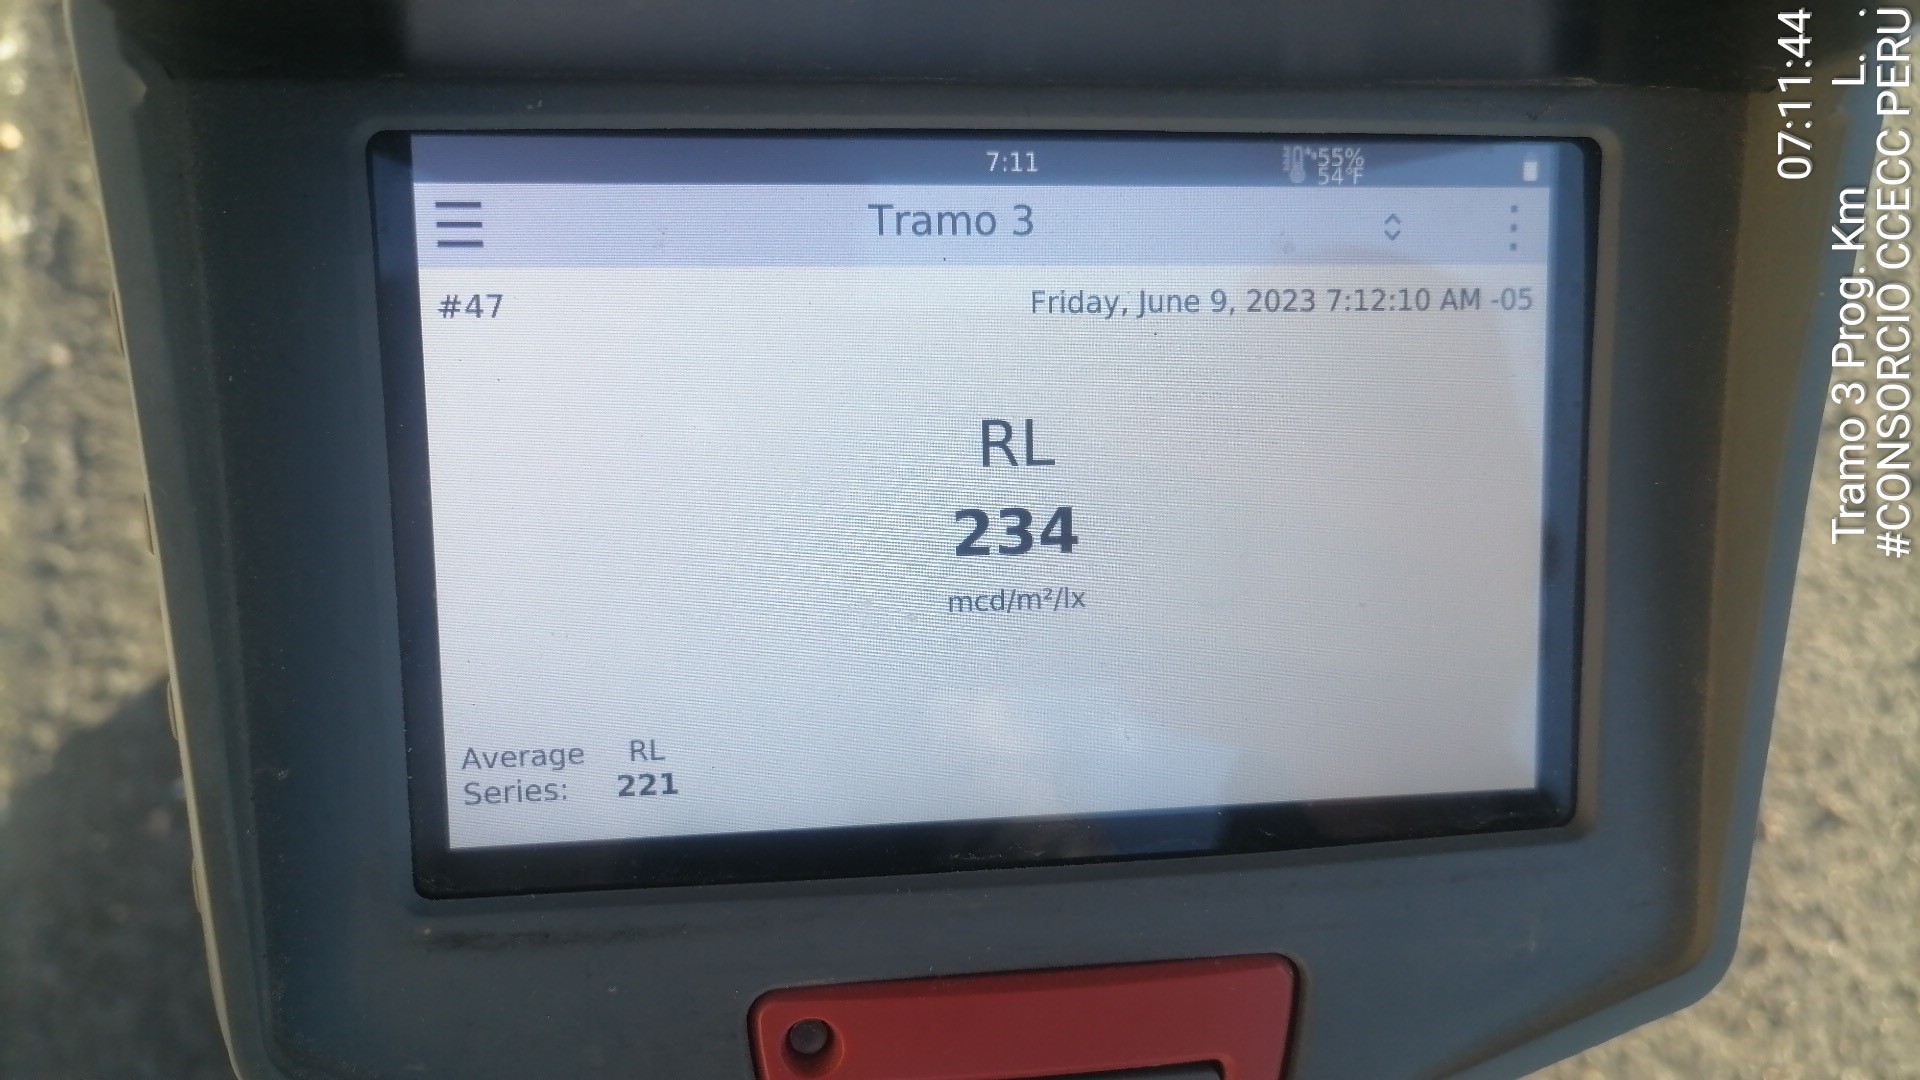 7:11
55%
54°F
Tramo 3
#47
Friday, June 9, 2023 7:12:10 AM -05
RL
234
mcd/m²/lx
Average RL
Series: 221
07:11:44
Tramo 3 Prog. Km L. .
#CONSORCIO CCECC PERU